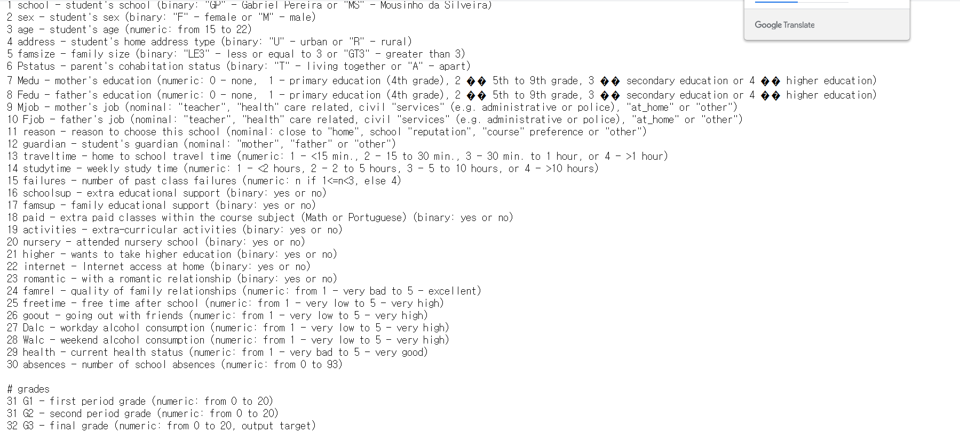 1 school - student's school (binary: "GP" - Gabriel Pereira or "MS" - Mousinho da Silveira)
2 sex - student's sex (binary: "F" - female or "M" - male)
3 age - student's age (numeric: from 15 to 22)
4 address - student's home address type (binary: "U" - urban or "R" - rural)
5 famsize - family size (binary: "LE3" - less or equal to 3 or "GT3" - greater than 3)
6 Pstatus - parent's cohabitation status (binary: "T" - living together or "A" - apart)
7 Medu - mother's education (numeric: 0 - none,  1 - primary education (4th grade), 2 �� 5th to 9th grade, 3 �� secondary education or 4 �� higher education)
8 Fedu - father's education (numeric: 0 - none,  1 - primary education (4th grade), 2 �� 5th to 9th grade, 3 �� secondary education or 4 �� higher education)
9 Mjob - mother's job (nominal: "teacher", "health" care related, civil "services" (e.g. administrative or police), "at_home" or "other")
10 Fjob - father's job (nominal: "teacher", "health" care related, civil "services" (e.g. administrative or police), "at_home" or "other")
11 reason - reason to choose this school (nominal: close to "home", school "reputation", "course" preference or "other")
12 guardian - student's guardian (nominal: "mother", "father" or "other")
13 traveltime - home to school travel time (numeric: 1 - <15 min., 2 - 15 to 30 min., 3 - 30 min. to 1 hour, or 4 - >1 hour)
14 studytime - weekly study time (numeric: 1 - <2 hours, 2 - 2 to 5 hours, 3 - 5 to 10 hours, or 4 - >10 hours)
15 failures - number of past class failures (numeric: n if 1<=n<3, else 4)
16 schoolsup - extra educational support (binary: yes or no)
17 famsup - family educational support (binary: yes or no)
18 paid - extra paid classes within the course subject (Math or Portuguese) (binary: yes or no)
19 activities - extra-curricular activities (binary: yes or no)
20 nursery - attended nursery school (binary: yes or no)
21 higher - wants to take higher education (binary: yes or no)
22 internet - Internet access at home (binary: yes or no)
23 romantic - with a romantic relationship (binary: yes or no)
24 famrel - quality of family relationships (numeric: from 1 - very bad to 5 - excellent)
25 freetime - free time after school (numeric: from 1 - very low to 5 - very high)
26 goout - going out with friends (numeric: from 1 - very low to 5 - very high)
27 Dalc - workday alcohol consumption (numeric: from 1 - very low to 5 - very high)
28 Walc - weekend alcohol consumption (numeric: from 1 - very low to 5 - very high)
29 health - current health status (numeric: from 1 - very bad to 5 - very good)
30 absences - number of school absences (numeric: from 0 to 93)
# grades
31 G1 - first period grade (numeric: from 0 to 20)
31 G2 - second period grade (numeric: from 0 to 20)
32 G3 - final grade (numeric: from 0 to 20, output target)
Google Translate